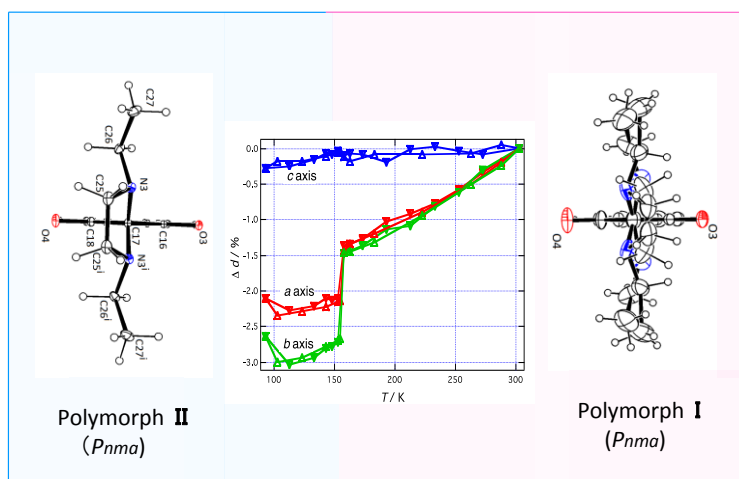 C27
C26
N3
C25
O4
C18
C17
C16
O3
C25i
N3i
C26i
C27i
Polymorph II
(Pnma)
Δ d / %
0.0
-0.5
-1.0
-1.5
-2.0
-2.5
-3.0
c axis
a axis
b axis
100
150
200
250
300
T / K
O4
O3
Polymorph I
(Pnma)